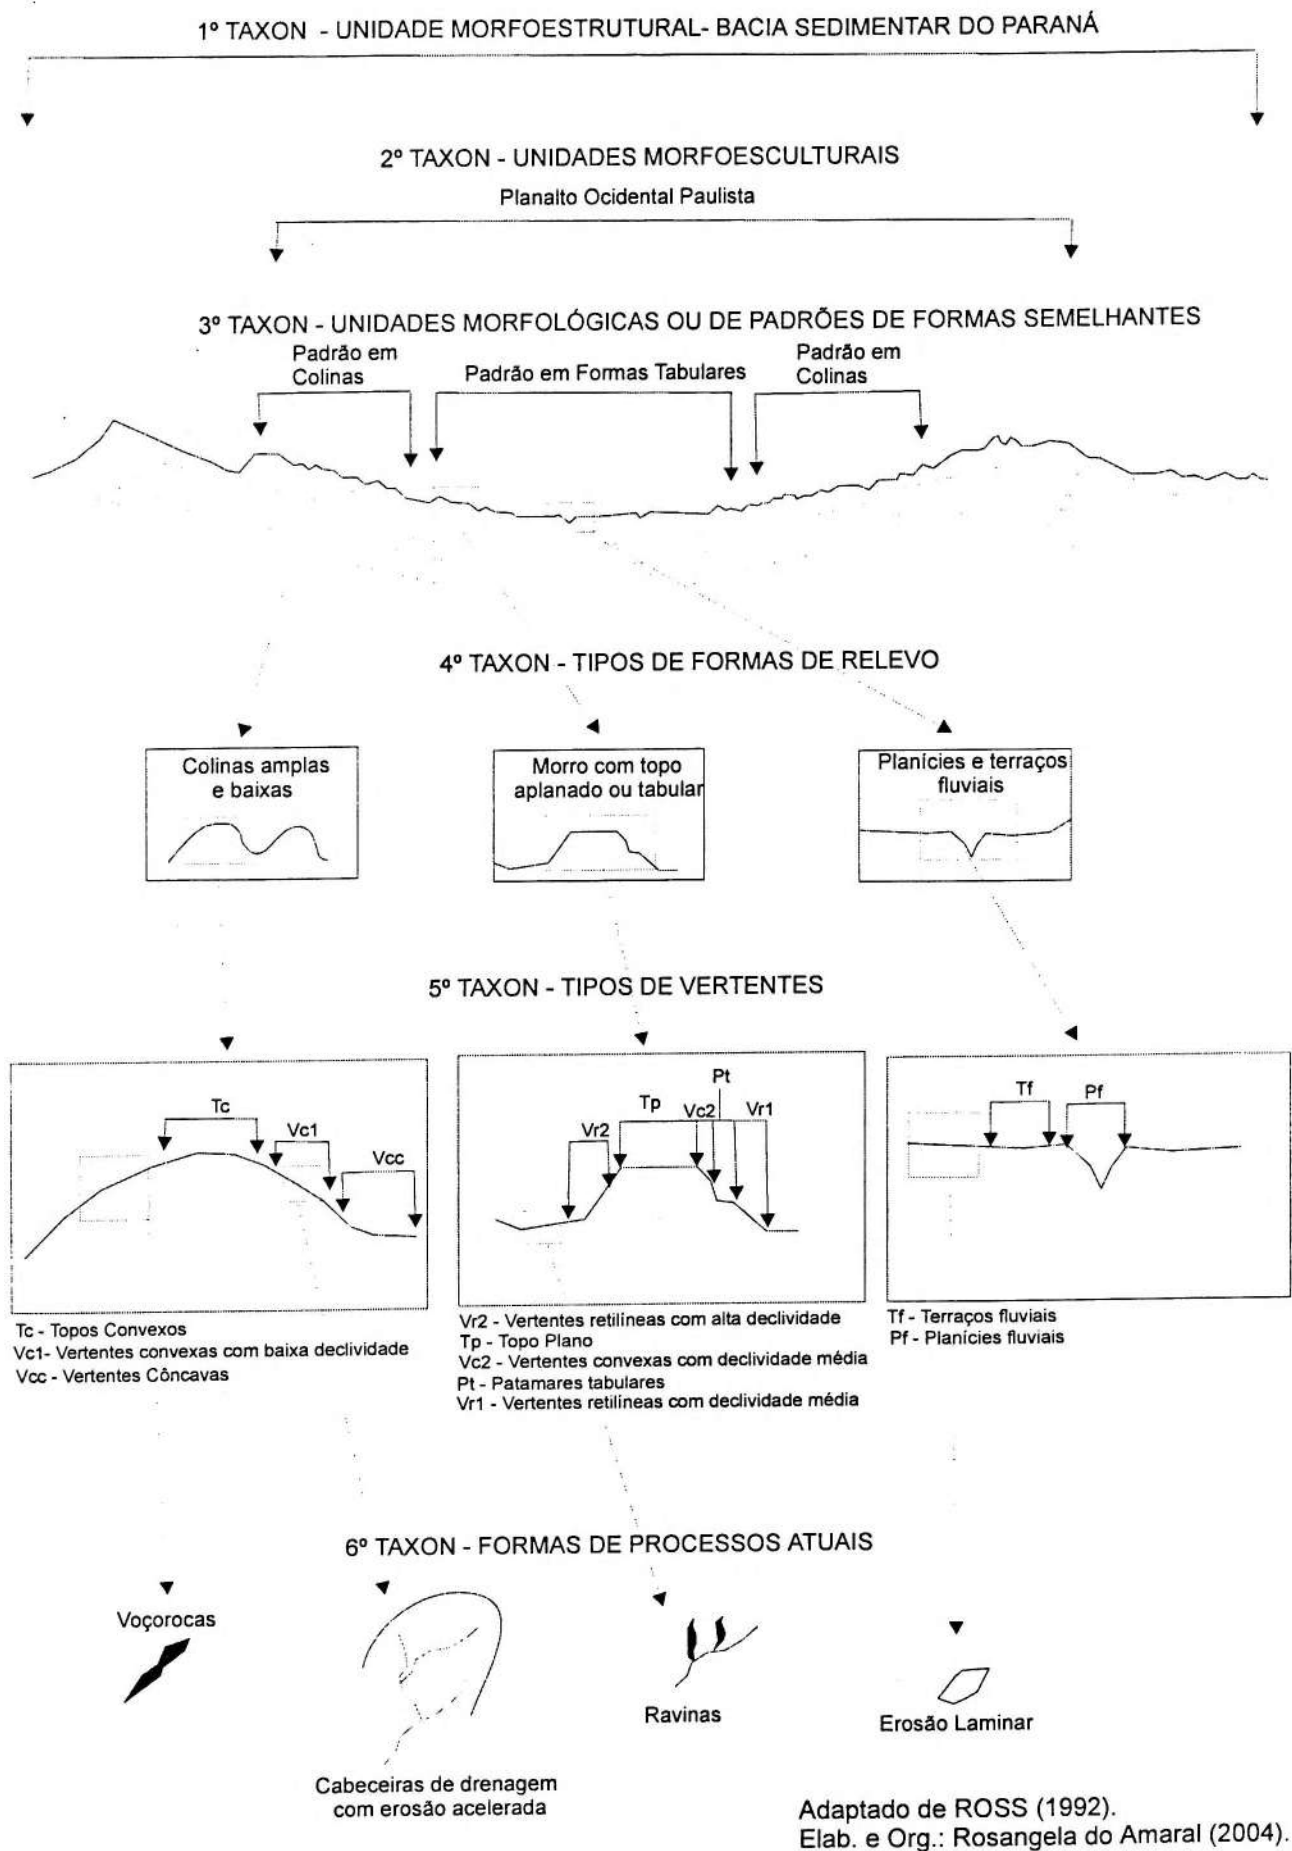 1º TAXON - UNIDADE MORFOESTRUTURAL- BACIA SEDIMENTAR DO PARANÁ
2º TAXON - UNIDADES MORFOESCULTURAIS
Planalto Ocidental Paulista
3º TAXON - UNIDADES MORFOLÓGICAS OU DE PADRÕES DE FORMAS SEMELHANTES
Padrão em
Colinas
Padrão em Formas Tabulares
Padrão em
Colinas
4º TAXON - TIPOS DE FORMAS DE RELEVO
Colinas amplas
e baixas
Morro com topo
aplanado ou tabular
Planícies e terraços
fluviais
5º TAXON - TIPOS DE VERTENTES
Tc
Vc1
Vcc
Vr2
Tp
Vc2
Pt
Vr1
Tf
Pf
Tc - Topos Convexos
Vc1- Vertentes convexas com baixa declividade
Vcc - Vertentes Côncavas
Vr2 - Vertentes retilíneas com alta declividade
Tp - Topo Plano
Vc2 - Vertentes convexas com declividade média
Pt - Patamares tabulares
Vr1 - Vertentes retilíneas com declividade média
Tf - Terraços fluviais
Pf - Planícies fluviais
6º TAXON - FORMAS DE PROCESSOS ATUAIS
Voçorocas
Cabeceiras de drenagem
com erosão acelerada
Ravinas
Erosão Laminar
Adaptado de ROSS (1992).
Elab. e Org.: Rosangela do Amaral (2004).